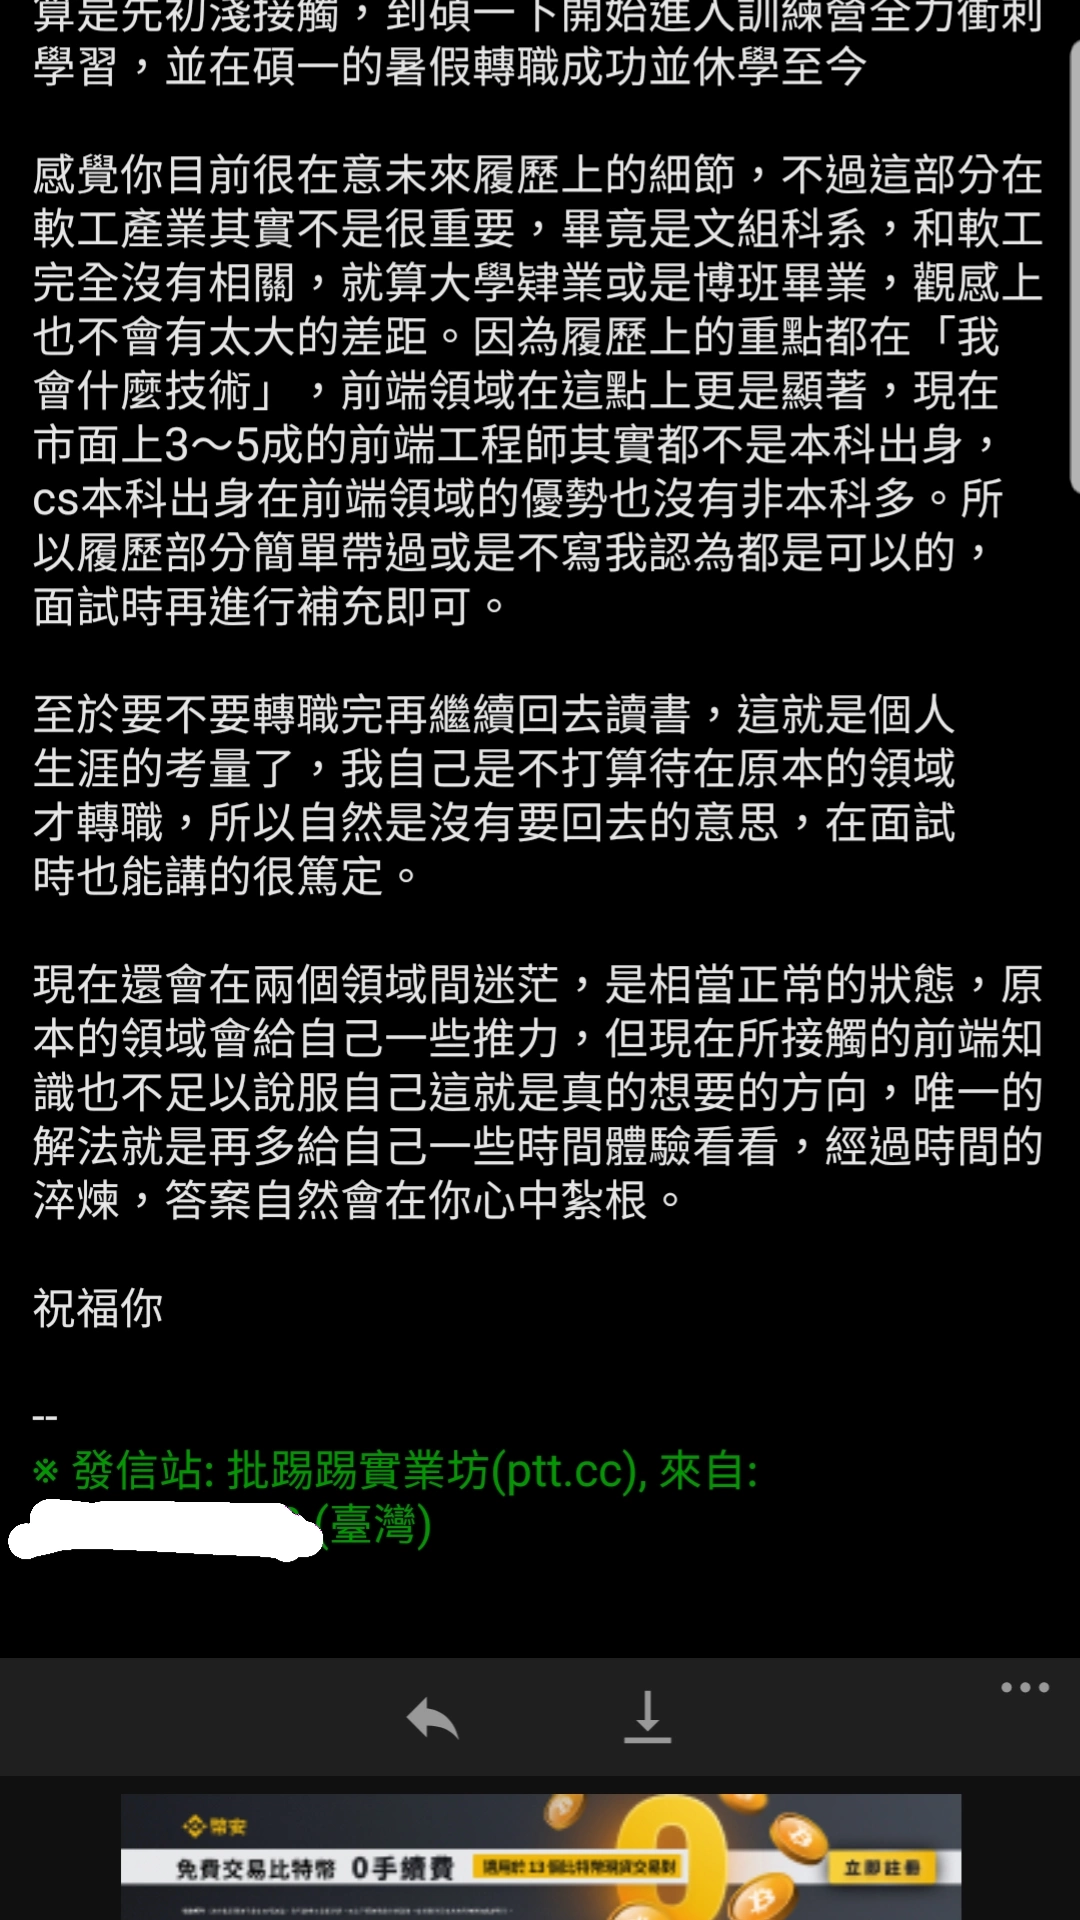 算是先初淺接觸，到碩一下開始進入訓練營全力衝刺
學習，並在碩一的暑假轉職成功並休學至今
感覺你目前很在意未來履歷上的細節，不過這部分在
軟工產業其實不是很重要，畢竟是文組科系，和軟工
完全沒有相關，就算大學肄業或是博班畢業，觀感上
也不會有太大的差距。因為履歷上的重點都在「我
會什麼技術」，前端領域在這點上更是顯著，現在
市面上3～5成的前端工程師其實都不是本科出身，
cs本科出身在前端領域的優勢也沒有非本科多。所
以履歷部分簡單帶過或是不寫我認為都是可以的，
面試時再進行補充即可。
至於要不要轉職完再繼續回去讀書，這就是個人
生涯的考量了，我自己是不打算待在原本的領域
才轉職，所以自然是沒有要回去的意思，在面試
時也能講的很篤定。
現在還會在兩個領域間迷茫，是相當正常的狀態，原
本的領域會給自己一些推力，但現在所接觸的前端知
識也不足以說服自己這就是真的想要的方向，唯一的
解法就是再多給自己一些時間體驗看看，經過時間的
淬煉，答案自然會在你心中紮根。
祝福你
--
※ 發信站: 批踢踢實業坊(ptt.cc), 來自:
(臺灣)
幣安
免費交易比特幣 0手續費 適用於13個比特幣現貨交易對 立即註冊